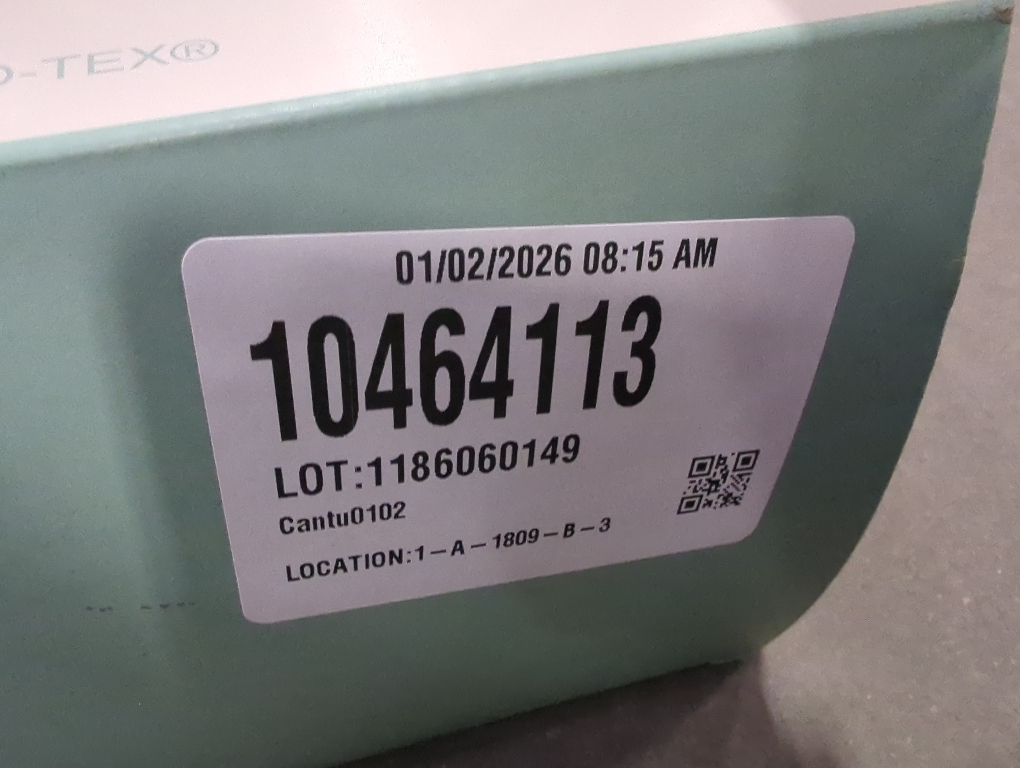 -TEX®
01/02/2026 08:15 AM
10464113
LOT:1186060149
Cantu0102
LOCATION:1-A-1809-B-3